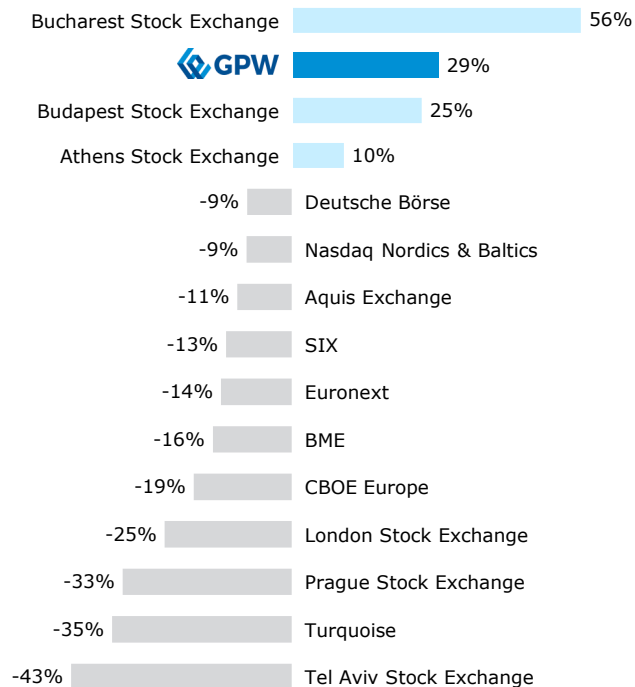 Bucharest Stock Exchange 56%
GPW 29%
Budapest Stock Exchange 25%
Athens Stock Exchange 10%
-9% Deutsche Börse
-9% Nasdaq Nordics & Baltics
-11% Aquis Exchange
-13% SIX
-14% Euronext
-16% BME
-19% CBOE Europe
-25% London Stock Exchange
-33% Prague Stock Exchange
-35% Turquoise
-43% Tel Aviv Stock Exchange